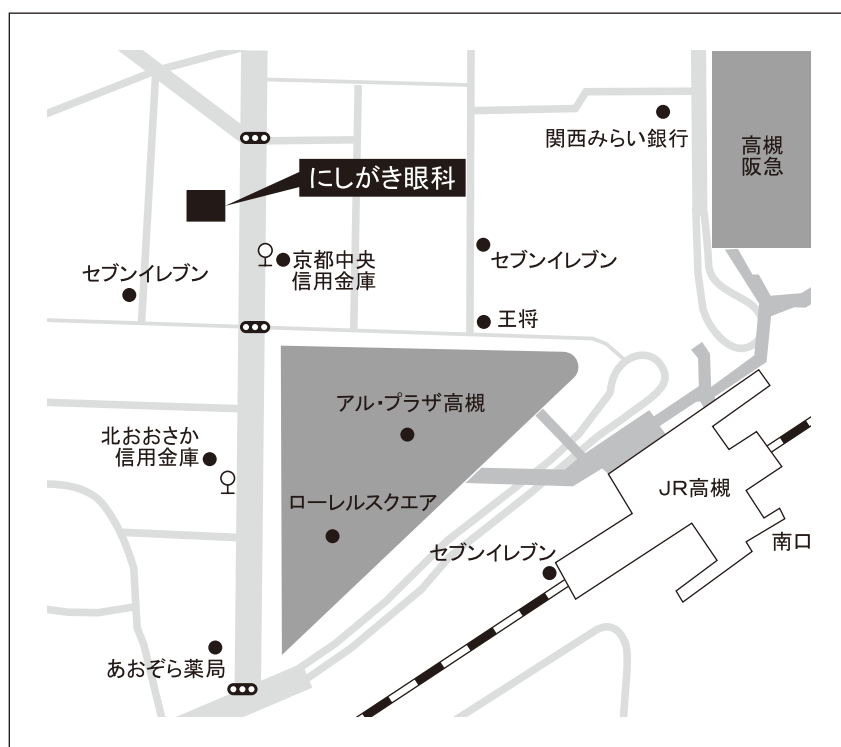 関西みらい銀行
高槻
阪急
にしがき眼科
セブンイレブン
京都中央
信用金庫
セブンイレブン
王将
アル・プラザ高槻
北おおさか
信用金庫
ローレルスクエア
JR高槻
セブンイレブン
南口
あおぞら薬局